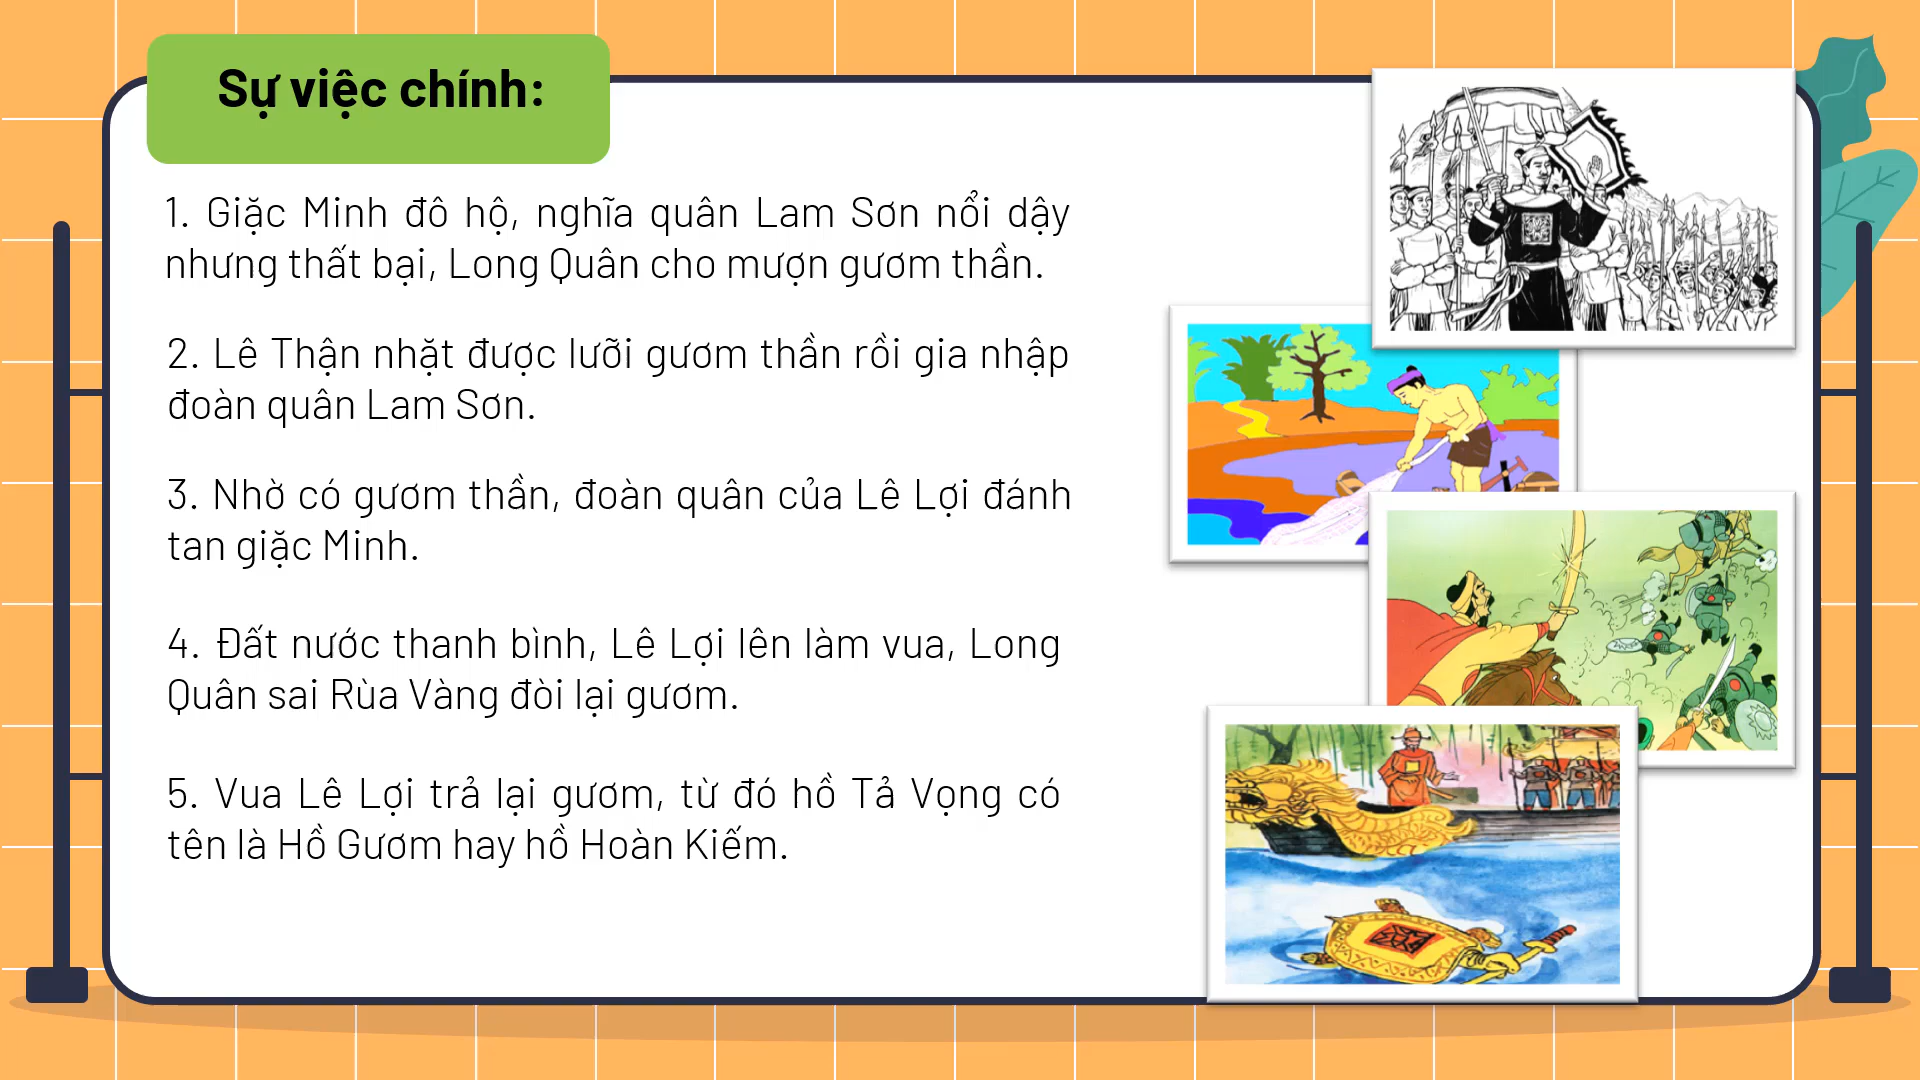 Sự việc chính:
1. Giặc Minh đô hộ, nghĩa quân Lam Sơn nổi dậy
nhưng thất bại, Long Quân cho mượn gươm thần.
2. Lê Thận nhặt được lưỡi gươm thần rồi gia nhập
đoàn quân Lam Sơn.
3. Nhờ có gươm thần, đoàn quân của Lê Lợi đánh
tan giặc Minh.
4. Đất nước thanh bình, Lê Lợi lên làm vua, Long
Quân sai Rùa Vàng đòi lại gươm.
5. Vua Lê Lợi trả lại gươm, từ đó hồ Tả Vọng có
tên là Hồ Gươm hay hồ Hoàn Kiếm.